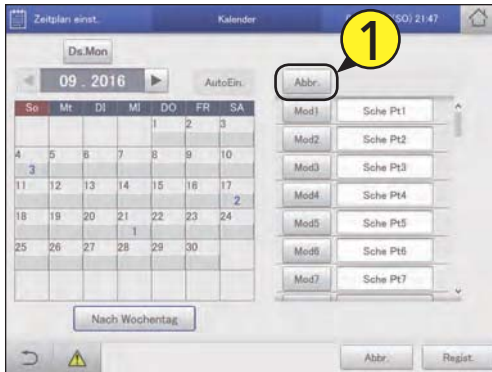 Zeitplan einst. Kalender (SO) 21:47
1
Ds.Mon
09 . 2016 AutoEin. Abbr.
So Mt DI MI DO FR SA
1 2 3
4 5 6 7 8 9 10
3
11 12 13 14 15 16 17
2
18 19 20 21 22 23 24
1
25 26 27 28 29 30
Mod1 Sche Pt1
Mod2 Sche Pt2
Mod3 Sche Pt3
Mod4 Sche Pt4
Mod5 Sche Pt5
Mod6 Sche Pt6
Mod7 Sche Pt7
Nach Wochentag
Abbr. Regist.